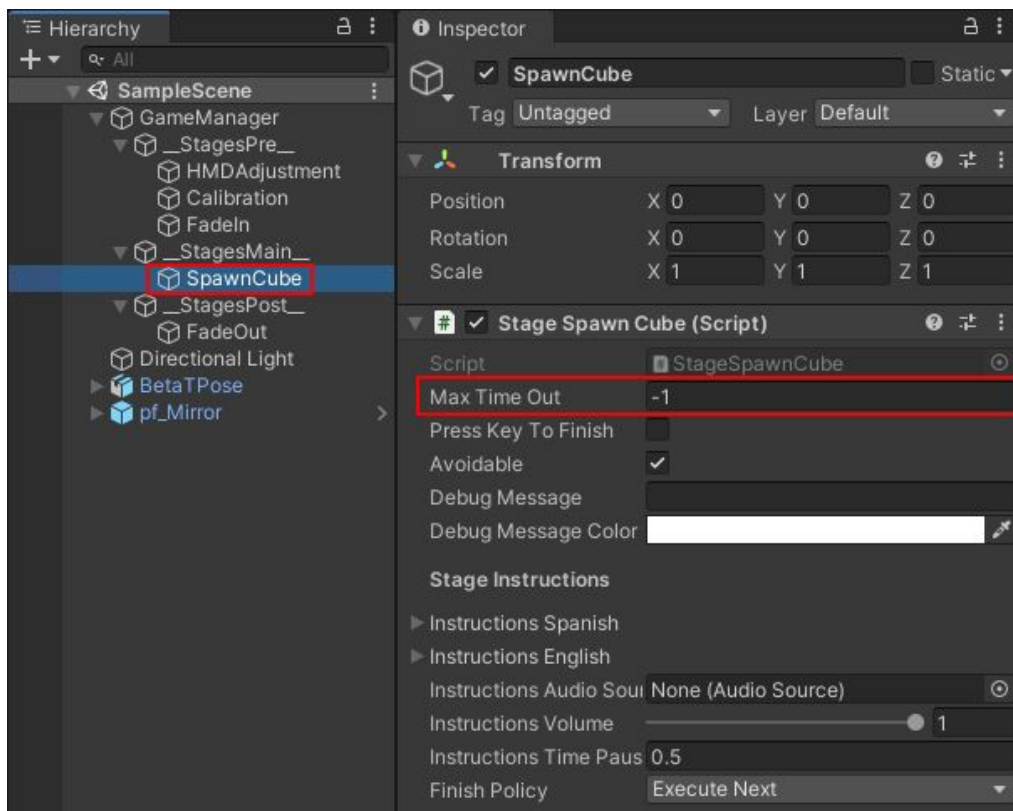 Hierarchy
All
SampleScene
GameManager
__StagesPre__
HMDAdjustment
Calibration
FadeIn
__StagesMain__
SpawnCube
__StagesPost__
FadeOut
Directional Light
BetaTPose
pf_Mirror
Inspector
SpawnCube Static
Tag Untagged Layer Default
Transform
Position X 0 Y 0 Z 0
Rotation X 0 Y 0 Z 0
Scale X 1 Y 1 Z 1
# Stage Spawn Cube (Script)
Script StageSpawnCube
Max Time Out -1
Press Key To Finish
Avoidable
Debug Message
Debug Message Color
Stage Instructions
Instructions Spanish
Instructions English
Instructions Audio Sour None (Audio Source)
Instructions Volume 1
Instructions Time Paus 0.5
Finish Policy Execute Next